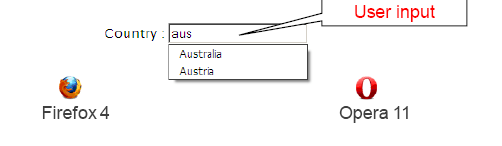 User input
Country : aus
Australia
Austria
Firefox 4
Opera 11